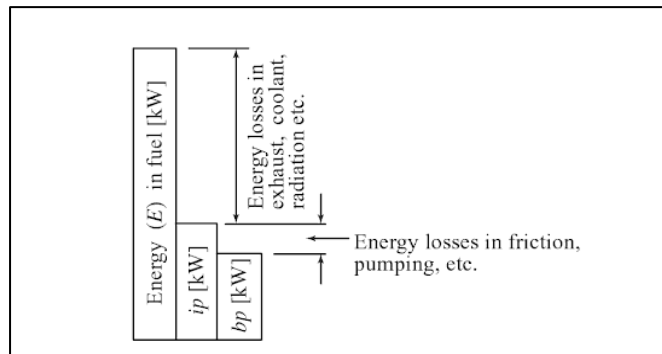 Energy (E) in fuel [kW]
ip [kW]
bp [kW]
Energy losses in
exhaust, coolant,
radiation etc.
Energy losses in friction,
pumping, etc.